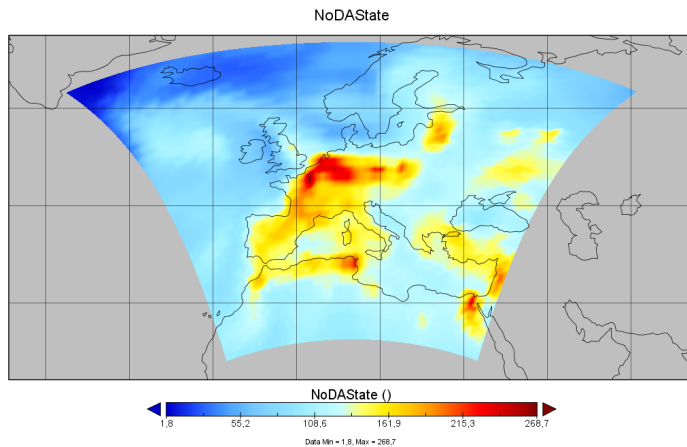 NoDAState
NoDAState ()
1,8 55,2 108,6 161,9 215,3 268,7
Data Min = 1,8, Max = 268,7